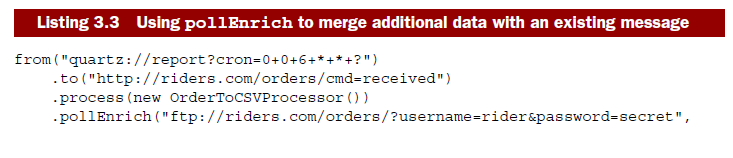 Listing 3.3 Using pollEnrich to merge additional data with an existing message
from("quartz://report?cron=0+0+6+*+*+?")
.to("http://riders.com/orders/cmd=received")
.process(new OrderToCSVProcessor())
.pollEnrich("ftp://riders.com/orders/?username=rider&password=secret",